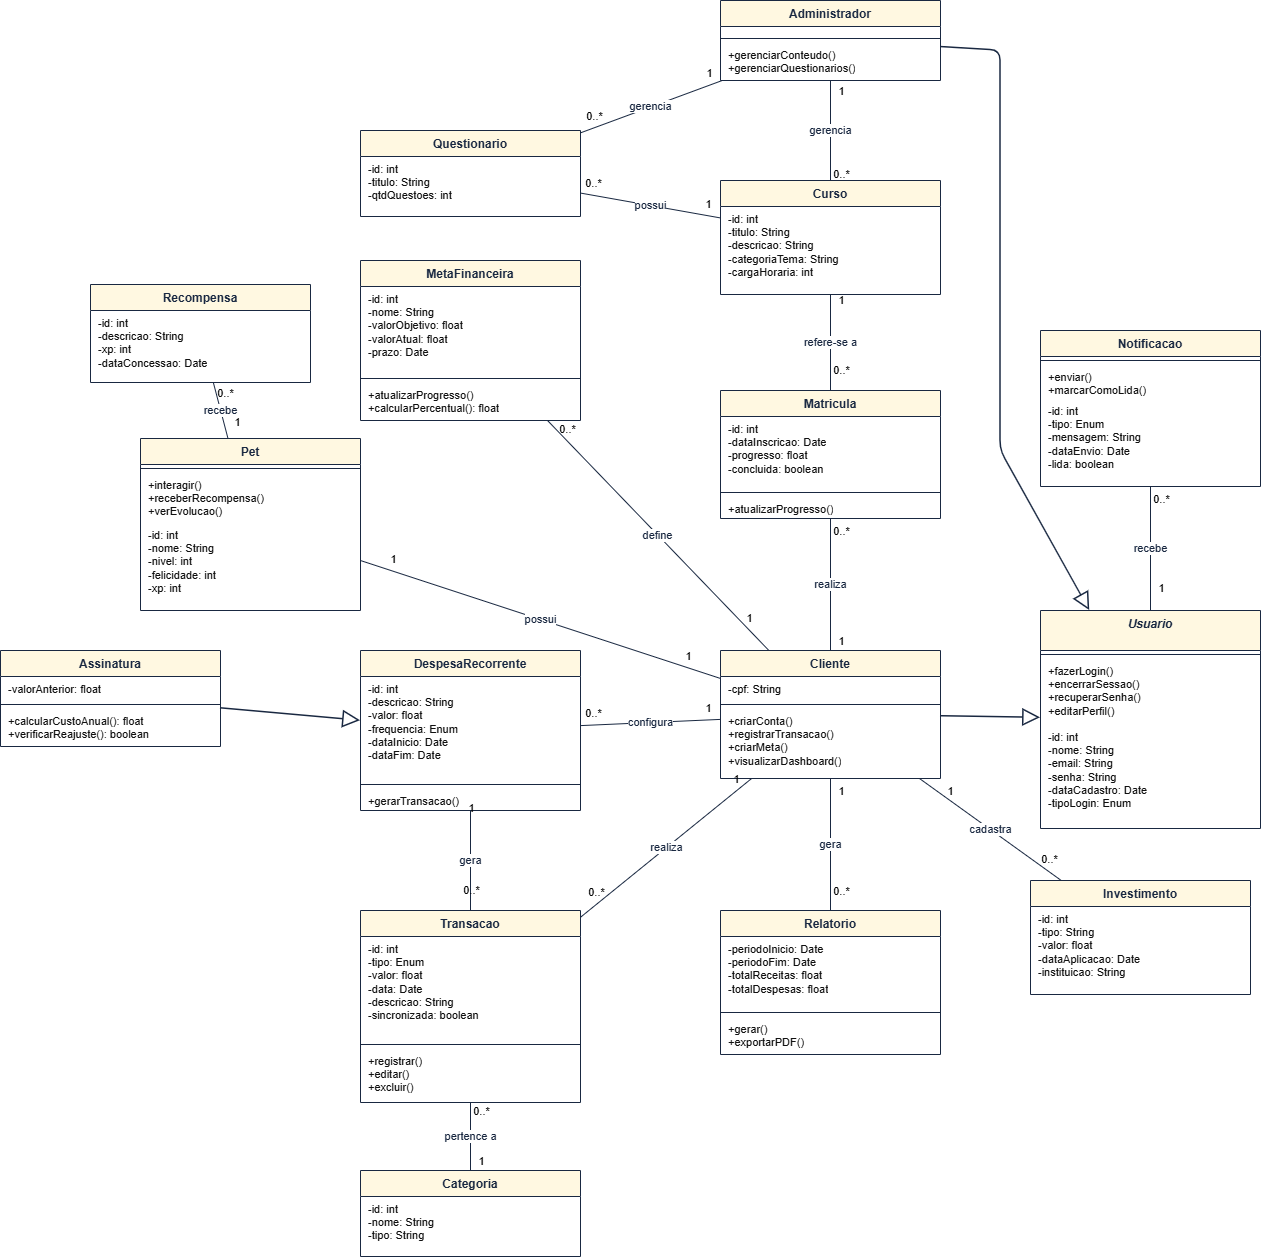 Administrador
+gerenciarConteudo()
+gerenciarQuestionarios()
1
1
gerencia
0..*
gerencia
0..*
Questionario
-id: int
-titulo: String
-qtdQuestoes: int
0..*
possui
1
Curso
-id: int
-titulo: String
-descricao: String
-categoriaTema: String
-cargaHoraria: int
1
refere-se a
0..*
MetaFinanceira
-id: int
-nome: String
-valorObjetivo: float
-valorAtual: float
-prazo: Date
+atualizarProgresso()
+calcularPercentual(): float
0..*
define
1
Recompensa
-id: int
-descricao: String
-xp: int
-dataConcessao: Date
0..*
recebe
1
Pet
+interagir()
+receberRecompensa()
+verEvolucao()
-id: int
-nome: String
-nivel: int
-felicidade: int
-xp: int
1
possui
1
Matricula
-id: int
-dataInscricao: Date
-progresso: float
-concluida: boolean
+atualizarProgresso()
0..*
realiza
1
Notificacao
+enviar()
+marcarComoLida()
-id: int
-tipo: Enum
-mensagem: String
-dataEnvio: Date
-lida: boolean
0..*
recebe
1
Usuario
+fazerLogin()
+encerrarSessao()
+recuperarSenha()
+editarPerfil()
-id: int
-nome: String
-email: String
-senha: String
-dataCadastro: Date
-tipoLogin: Enum
Assinatura
-valorAnterior: float
+calcularCustoAnual(): float
+verificarReajuste(): boolean
DespesaRecorrente
-id: int
-descricao: String
-valor: float
-frequencia: Enum
-dataInicio: Date
-dataFim: Date
+gerarTransacao()
0..*
configura
1
Cliente
-cpf: String
+criarConta()
+registrarTransacao()
+criarMeta()
+visualizarDashboard()
1
gera
0..*
1
realiza
0..*
1
gera
0..*
1
cadastra
0..*
Transacao
-id: int
-tipo: Enum
-valor: float
-data: Date
-descricao: String
-sincronizada: boolean
+registrar()
+editar()
+excluir()
0..*
pertence a
1
Relatorio
-periodoInicio: Date
-periodoFim: Date
-totalReceitas: float
-totalDespesas: float
+gerar()
+exportarPDF()
Investimento
-id: int
-tipo: String
-valor: float
-dataAplicacao: Date
-instituicao: String
Categoria
-id: int
-nome: String
-tipo: String